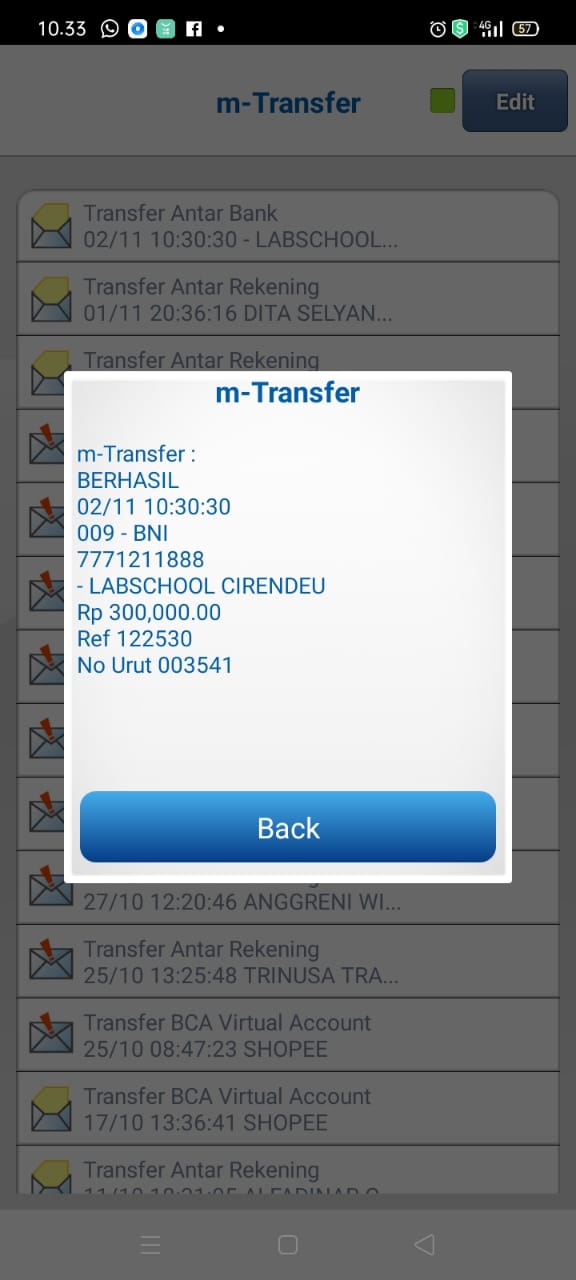 10.33
4G
57
m-Transfer
Edit
Transfer Antar Bank
02/11 10:30:30 - LABSCHOOL...
Transfer Antar Rekening
01/11 20:36:16 DITA SELYAN...
Transfer Antar Rekening
m-Transfer
m-Transfer :
BERHASIL
02/11 10:30:30
009 - BNI
7771211888
- LABSCHOOL CIRENDEU
Rp 300,000.00
Ref 122530
No Urut 003541
Back
27/10 12:20:46 ANGGRENI WI...
Transfer Antar Rekening
25/10 13:25:48 TRINUSA TRA...
Transfer BCA Virtual Account
25/10 08:47:23 SHOPEE
Transfer BCA Virtual Account
17/10 13:36:41 SHOPEE
Transfer Antar Rekening